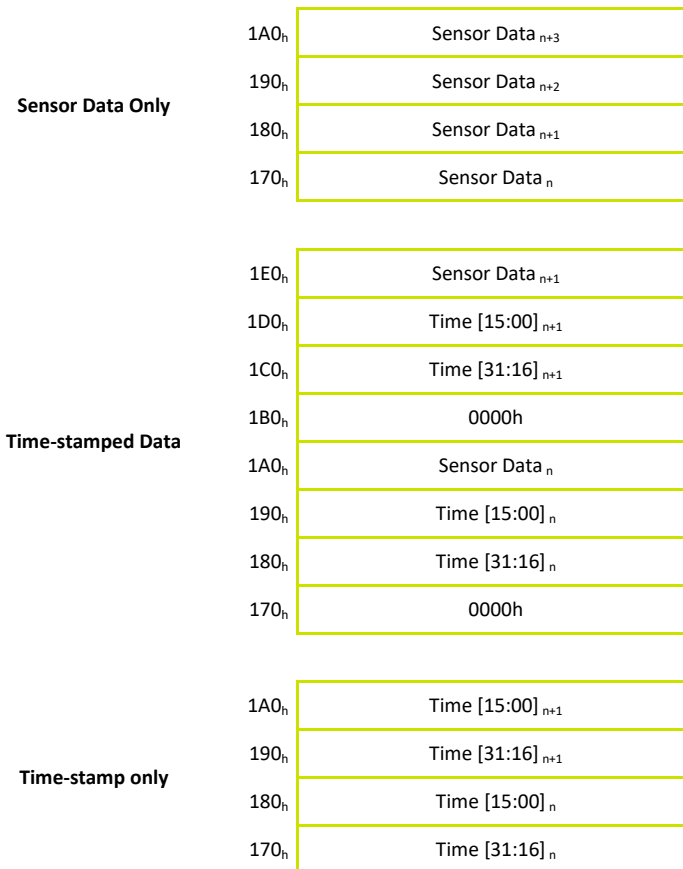 1A0h Sensor Data n+3
190h Sensor Data n+2
Sensor Data Only
180h Sensor Data n+1
170h Sensor Data n
1E0h Sensor Data n+1
1D0h Time [15:00] n+1
1C0h Time [31:16] n+1
1B0h 0000h
Time-stamped Data
1A0h Sensor Data n
190h Time [15:00] n
180h Time [31:16] n
170h 0000h
1A0h Time [15:00] n+1
190h Time [31:16] n+1
Time-stamp only
180h Time [15:00] n
170h Time [31:16] n